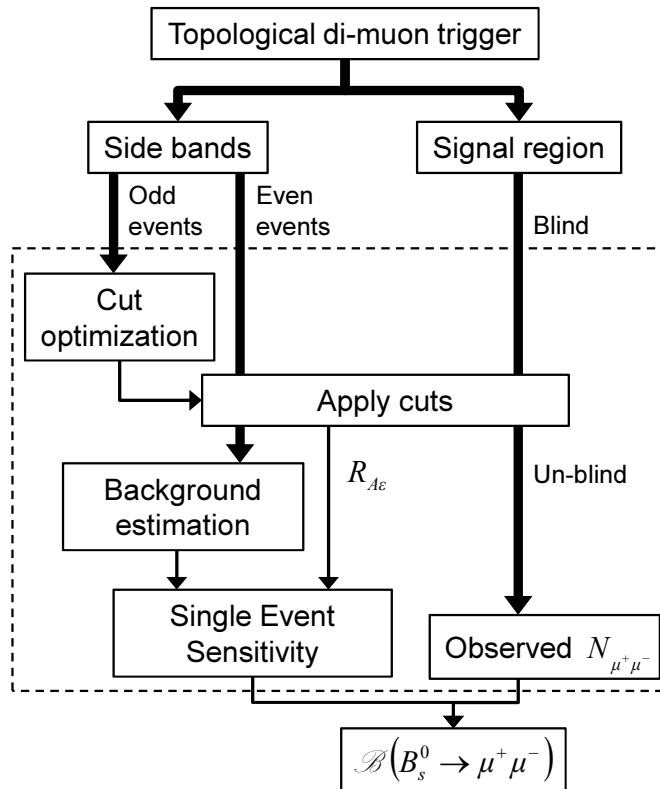 Topological di-muon trigger
Side bands
Signal region
Odd
events
Even
events
Blind
Cut
optimization
Apply cuts
Background
estimation
R_{Aε}
Un-blind
Single Event
Sensitivity
Observed N_{μ⁺μ⁻}
ℬ(B_s^0 → μ⁺μ⁻)